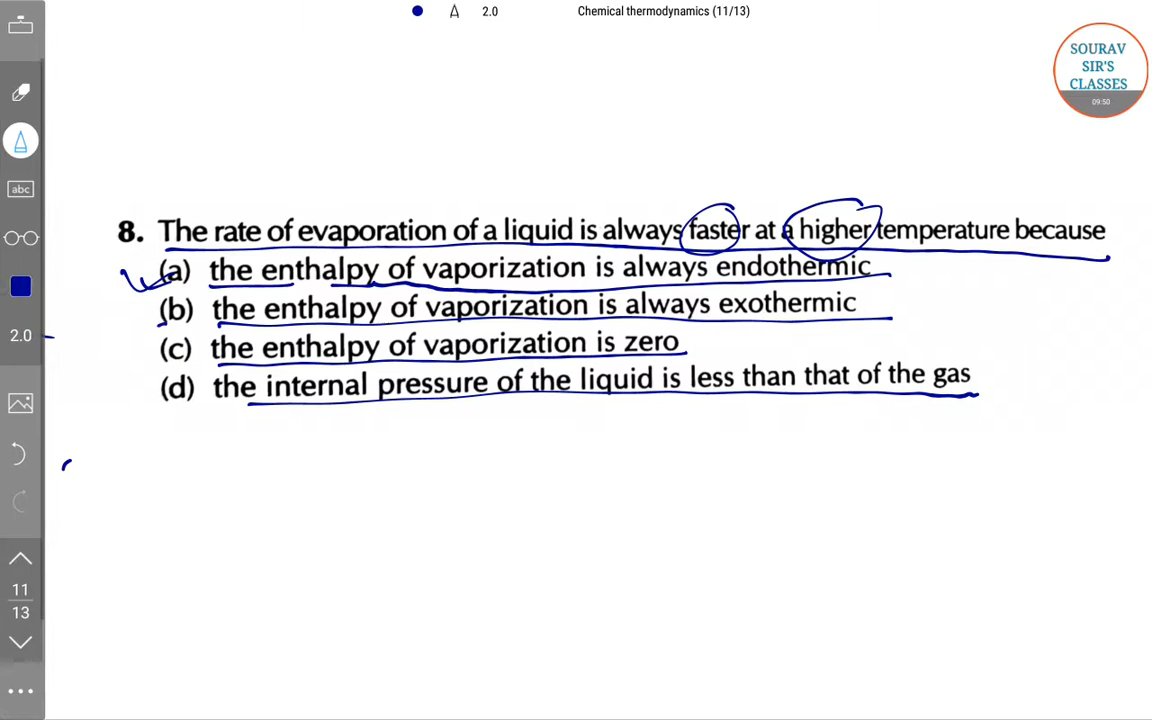 2.0
Chemical thermodynamics (11/13)
SOURAV
SIR'S
CLASSES
09:50
abc
8. The rate of evaporation of a liquid is always faster at a higher temperature because
(a) the enthalpy of vaporization is always endothermic
(b) the enthalpy of vaporization is always exothermic
(c) the enthalpy of vaporization is zero
(d) the internal pressure of the liquid is less than that of the gas
2.0
11
13